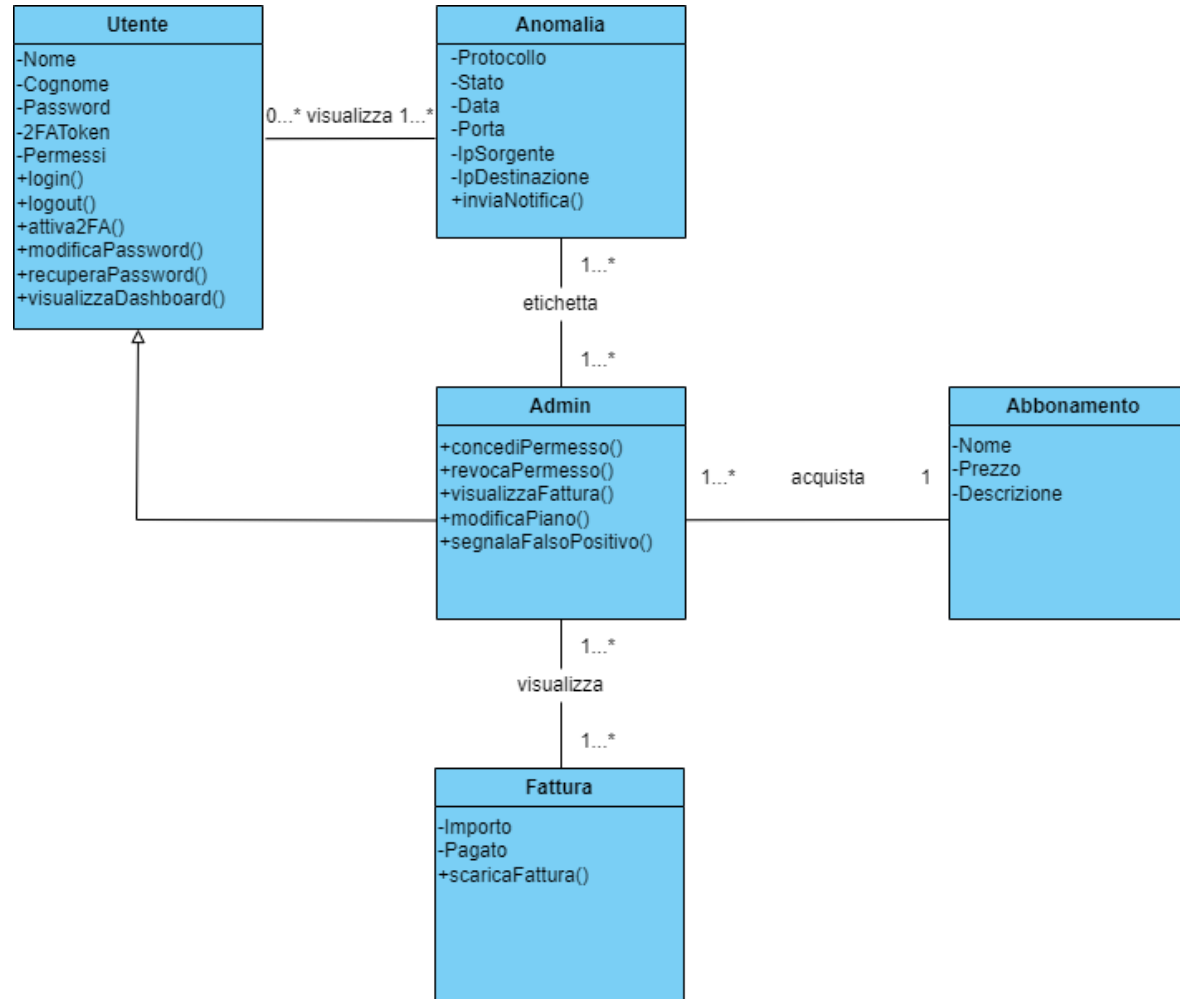 Utente
-Nome
-Cognome
-Password
-2FAToken
-Permessi
+login()
+logout()
+attiva2FA()
+modificaPassword()
+recuperaPassword()
+visualizzaDashboard()
0...* visualizza 1...*
Anomalia
-Protocollo
-Stato
-Data
-Porta
-IpSorgente
-IpDestinazione
+inviaNotifica()
1...*
etichetta
1...*
Admin
+concediPermesso()
+revocaPermesso()
+visualizzaFattura()
+modificaPiano()
+segnalaFalsoPositivo()
1...* acquista 1
Abbonamento
-Nome
-Prezzo
-Descrizione
1...*
visualizza
1...*
Fattura
-Importo
-Pagato
+scaricaFattura()